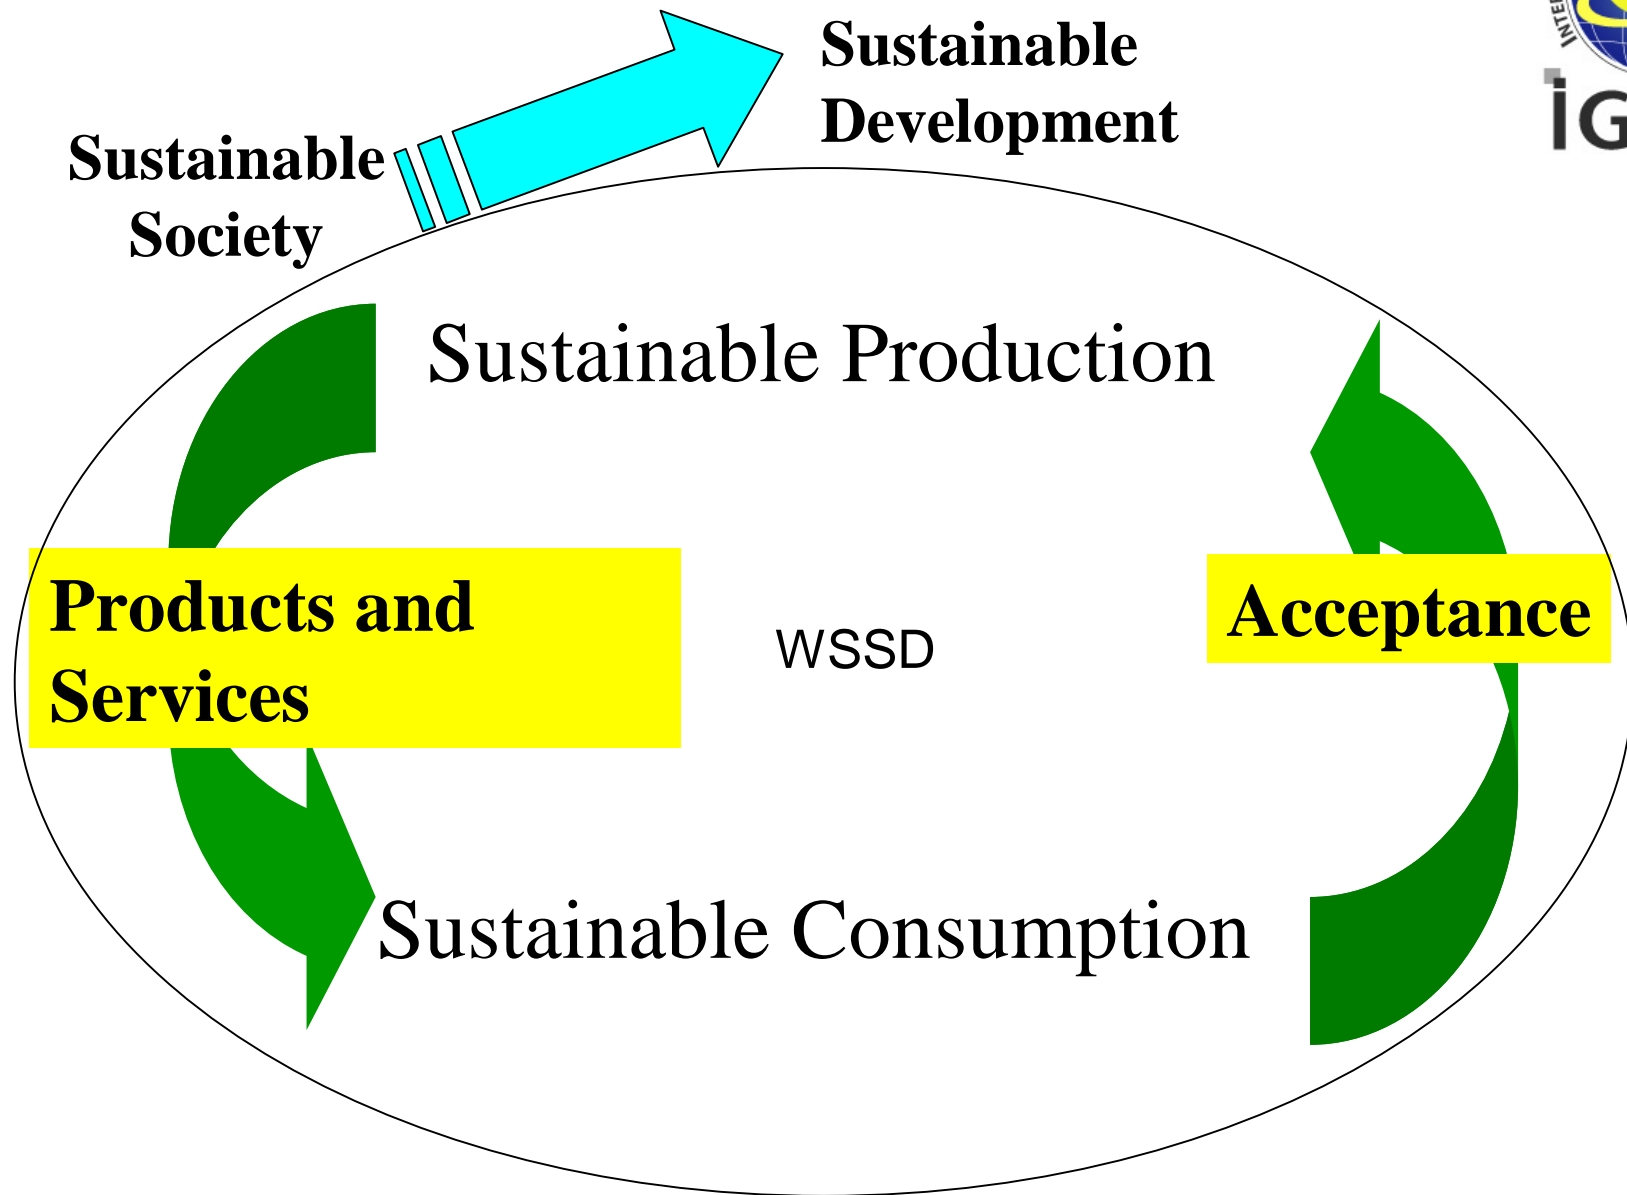 Sustainable
Development
Sustainable
Society
Sustainable Production
Products and
Services
WSSD
Acceptance
Sustainable Consumption